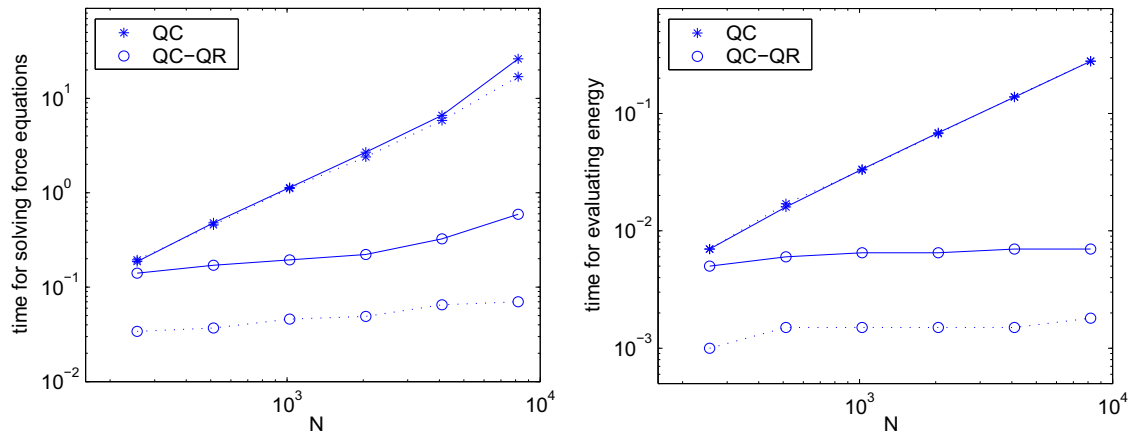 QC
QC−QR
time for solving force equations
10^1
10^0
10^−1
10^−2
10^3
10^4
N
QC
QC−QR
time for evaluating energy
10^−1
10^−2
10^−3
10^3
10^4
N